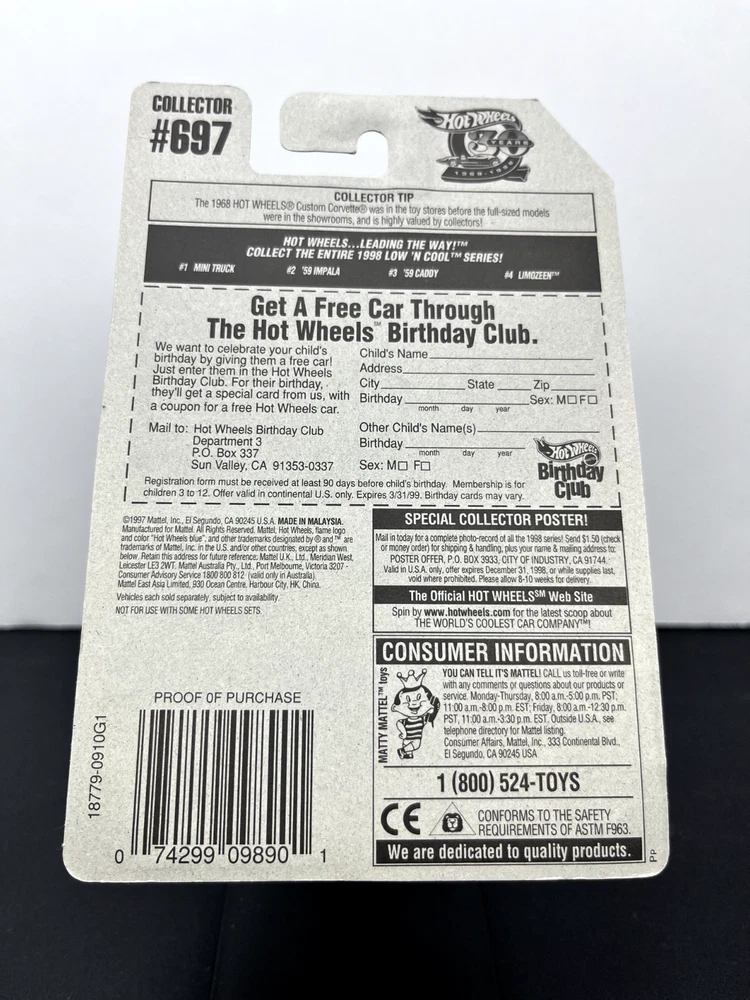 COLLECTOR
#697
Hot Wheels
30 YEARS
1968-1998
COLLECTOR TIP
The 1968 HOT WHEELS® Custom Corvette® was in the toy stores before the full-sized models
were in the showrooms, and is highly valued by collectors!
HOT WHEELS...LEADING THE WAY!™
COLLECT THE ENTIRE 1998 LOW 'N COOL™ SERIES!
#1 MINI TRUCK #2 '59 IMPALA #3 '59 CADDY #4 LIMOZEEN™
Get A Free Car Through
The Hot Wheels™ Birthday Club.
We want to celebrate your child's
birthday by giving them a free car!
Just enter them in the Hot Wheels
Birthday Club. For their birthday,
they'll get a special card from us, with
a coupon for a free Hot Wheels car.
Mail to: Hot Wheels Birthday Club
Department 3
P.O. Box 337
Sun Valley, CA 91353-0337
Child's Name
Address
City State Zip
Birthday Sex: M☐ F☐
month day year
Other Child's Name(s)
Birthday
month day year
Sex: M☐ F☐
Hot Wheels
Birthday
Club
Registration form must be received at least 90 days before child's birthday. Membership is for
children 3 to 12. Offer valid in continental U.S. only. Expires 3/31/99. Birthday cards may vary.
©1997 Mattel, Inc., El Segundo, CA 90245 U.S.A. MADE IN MALAYSIA.
Manufactured for Mattel. All Rights Reserved. Mattel, Hot Wheels, flame logo
and color "Hot Wheels blue", and other trademarks designated by ® and ™ are
trademarks of Mattel, Inc. in the U.S. and/or other countries, except as shown
below. Retain this address for future reference: Mattel U.K., Ltd., Meridian West,
Leicester LE3 2WT. Mattel Australia Pty., Ltd., Port Melbourne, Victoria 3207 -
Consumer Advisory Service 1800 800 812 (valid only in Australia).
Mattel East Asia Limited, 930 Ocean Centre, Harbour City, HK, China.
Vehicles each sold separately, subject to availability.
NOT FOR USE WITH SOME HOT WHEELS SETS.
SPECIAL COLLECTOR POSTER!
Mail in today for a complete photo-record of all the 1998 series! Send $1.50 (check
or money order) for shipping & handling, plus your name & mailing address to:
POSTER OFFER, P.O. BOX 3933, CITY OF INDUSTRY, CA 91744.
Valid in U.S.A. only, offer expires December 31, 1998, or while supplies last,
void where prohibited. Please allow 8-10 weeks for delivery.
The Official HOT WHEELS℠ Web Site
Spin by www.hotwheels.com for the latest scoop about
THE WORLD'S COOLEST CAR COMPANY™!
CONSUMER INFORMATION
MATTY MATTEL™ toys
YOU CAN TELL IT'S MATTEL! CALL us toll-free or write
with any comments or questions about our products or
service. Monday-Thursday, 8:00 a.m.-5:00 p.m. PST;
11:00 a.m.-8:00 p.m. EST; Friday, 8:00 a.m.-12:30 p.m.
PST, 11:00 a.m.-3:30 p.m. EST. Outside U.S.A., see
telephone directory for Mattel listing.
Consumer Affairs, Mattel, Inc., 333 Continental Blvd.,
El Segundo, CA 90245 USA
1 (800) 524-TOYS
CE CONFORMS TO THE SAFETY
REQUIREMENTS OF ASTM F963.
We are dedicated to quality products.
PP
PROOF OF PURCHASE
18779-0910G1
0 74299 09890 1